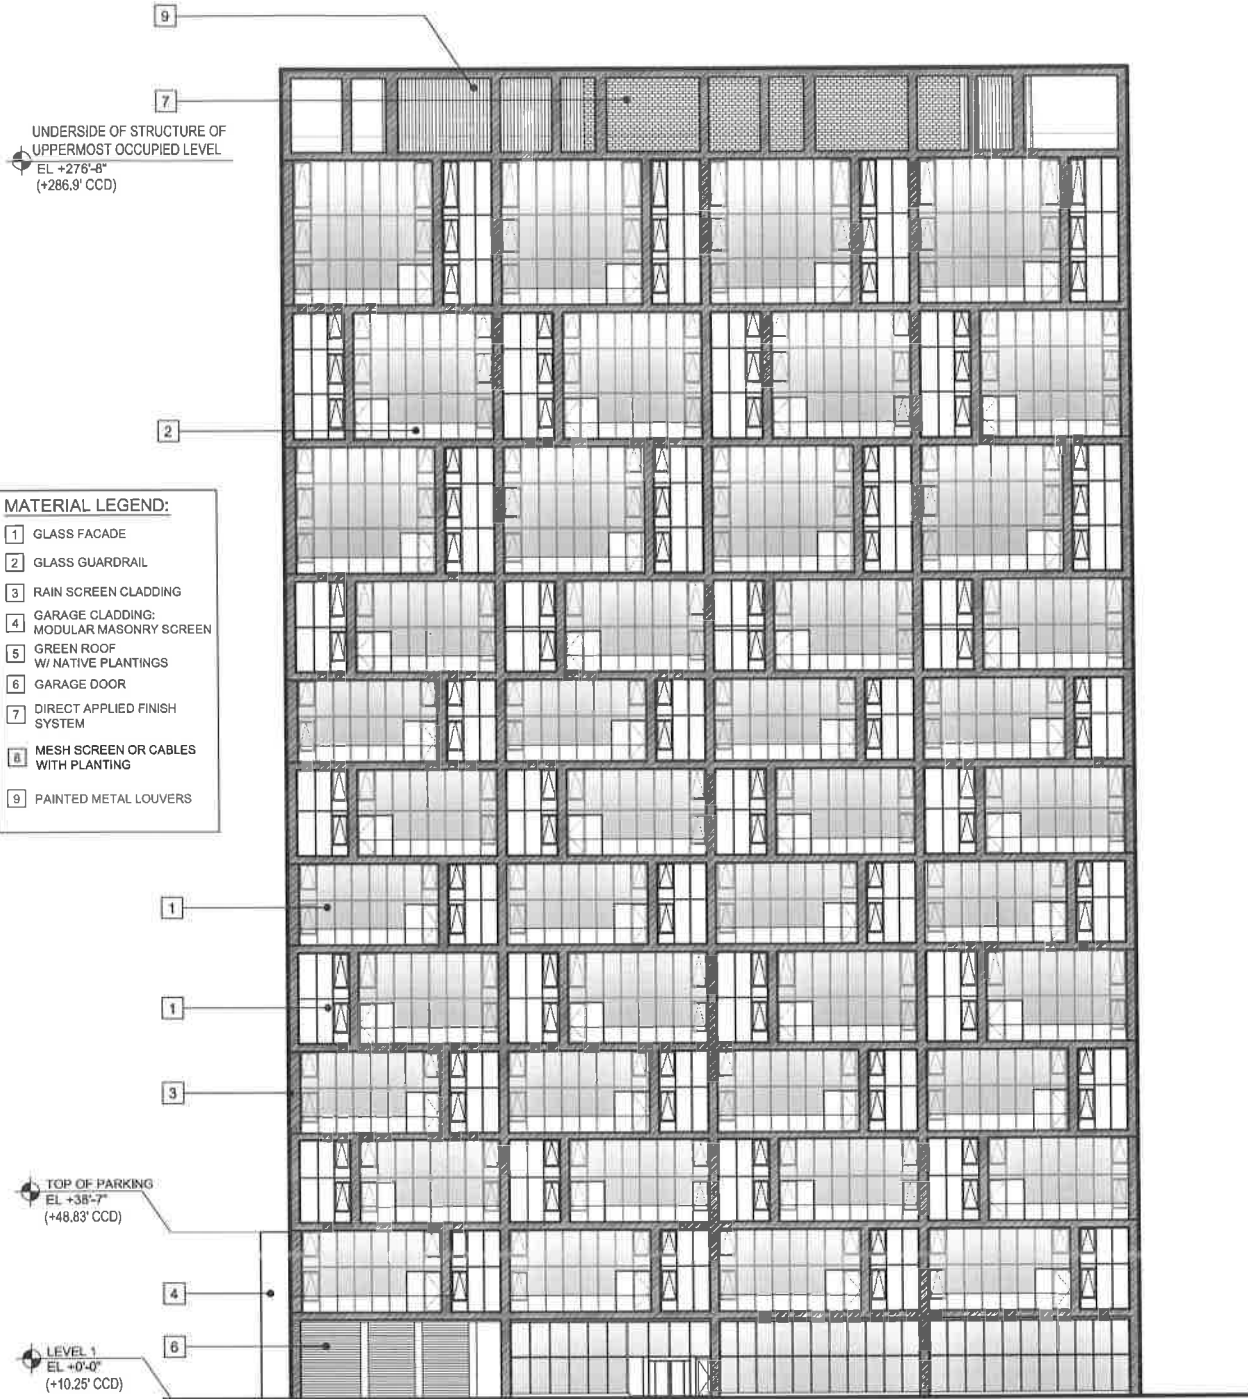 9
7
UNDERSIDE OF STRUCTURE OF
UPPERMOST OCCUPIED LEVEL
EL +276'-8"
(+286.9' CCD)
2
MATERIAL LEGEND:
1 GLASS FACADE
2 GLASS GUARDRAIL
3 RAIN SCREEN CLADDING
4 GARAGE CLADDING:
MODULAR MASONRY SCREEN
5 GREEN ROOF
W/ NATIVE PLANTINGS
6 GARAGE DOOR
7 DIRECT APPLIED FINISH
SYSTEM
8 MESH SCREEN OR CABLES
WITH PLANTING
9 PAINTED METAL LOUVERS
1
1
3
TOP OF PARKING
EL +38'-7"
(+48.83' CCD)
4
6
LEVEL 1
EL +0'-0"
(+10.25' CCD)